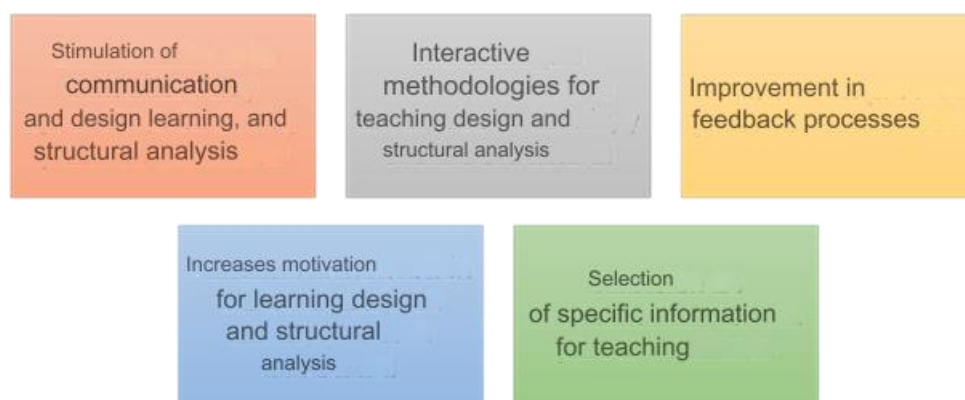 Stimulation of
communication
and design learning, and
structural analysis
Interactive
methodologies for
teaching design and
structural analysis
Improvement in
feedback processes
Increases motivation
for learning design
and structural
analysis
Selection
of specific information
for teaching